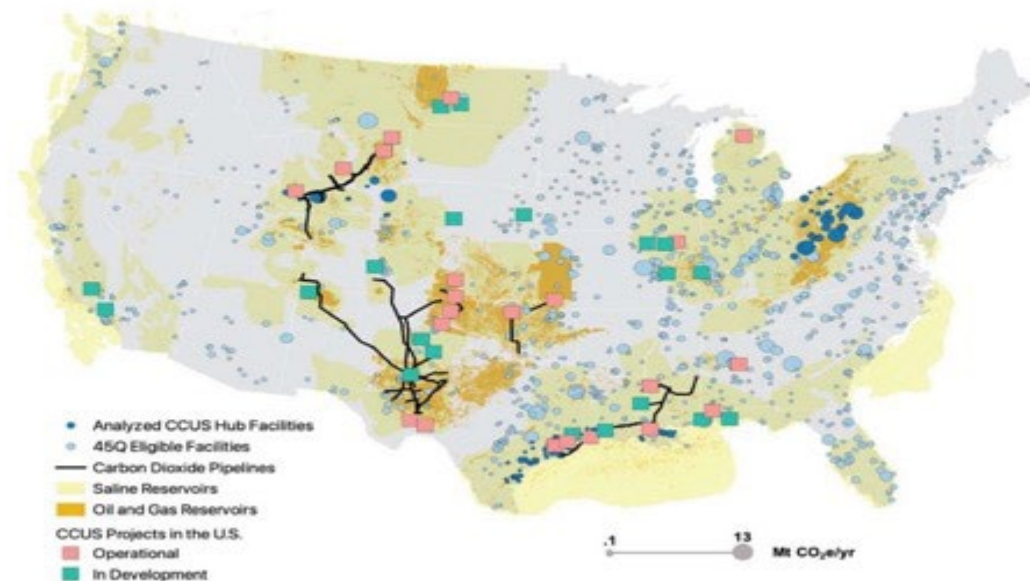 Analyzed CCUS Hub Facilities
45Q Eligible Facilities
Carbon Dioxide Pipelines
Saline Reservoirs
Oil and Gas Reservoirs
CCUS Projects in the U.S.
Operational
In Development
.1
13
Mt CO₂e/yr